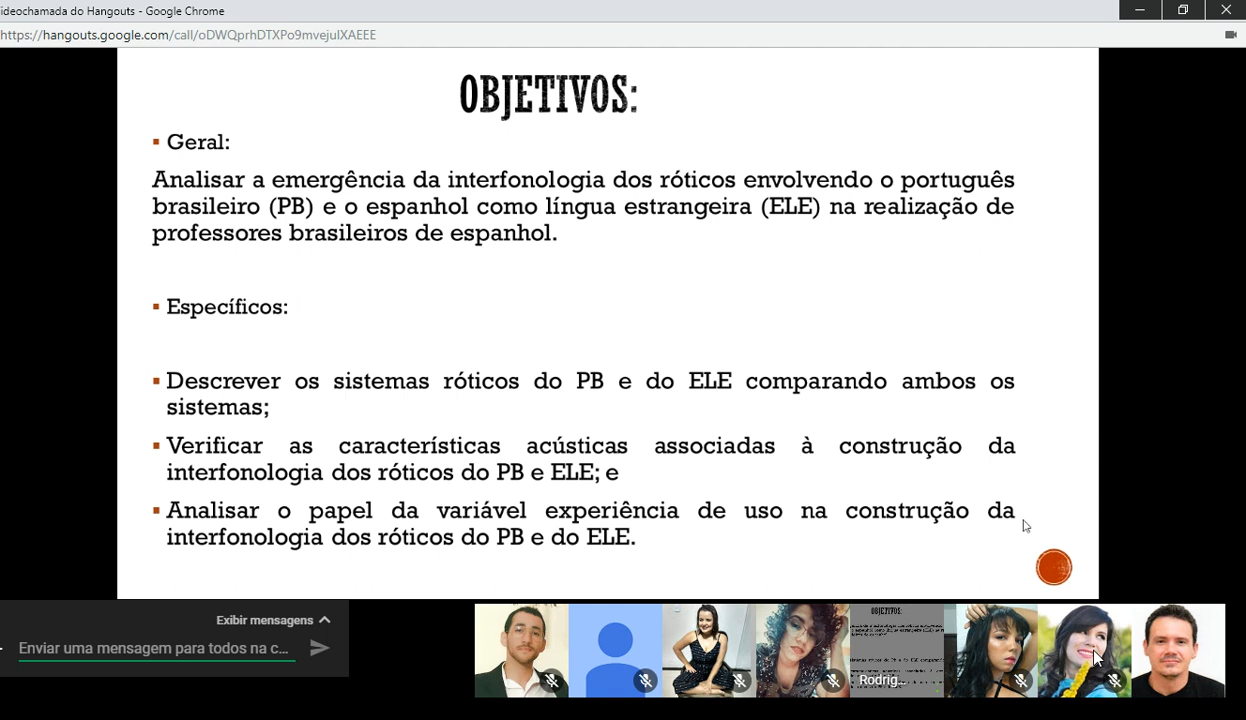 ideochamada do Hangouts - Google Chrome
https://hangouts.google.com/call/oDWQprhDTXPo9mvejuIXAEEE
OBJETIVOS:
▪ Geral:
Analisar a emergência da interfonologia dos róticos envolvendo o português
brasileiro (PB) e o espanhol como língua estrangeira (ELE) na realização de
professores brasileiros de espanhol.
▪ Específicos:
▪ Descrever os sistemas róticos do PB e do ELE comparando ambos os
sistemas;
▪ Verificar as características acústicas associadas à construção da
interfonologia dos róticos do PB e ELE; e
▪ Analisar o papel da variável experiência de uso na construção da
interfonologia dos róticos do PB e do ELE.
Exibir mensagens
Enviar uma mensagem para todos na c...
OBJETIVOS:
Rodrig...